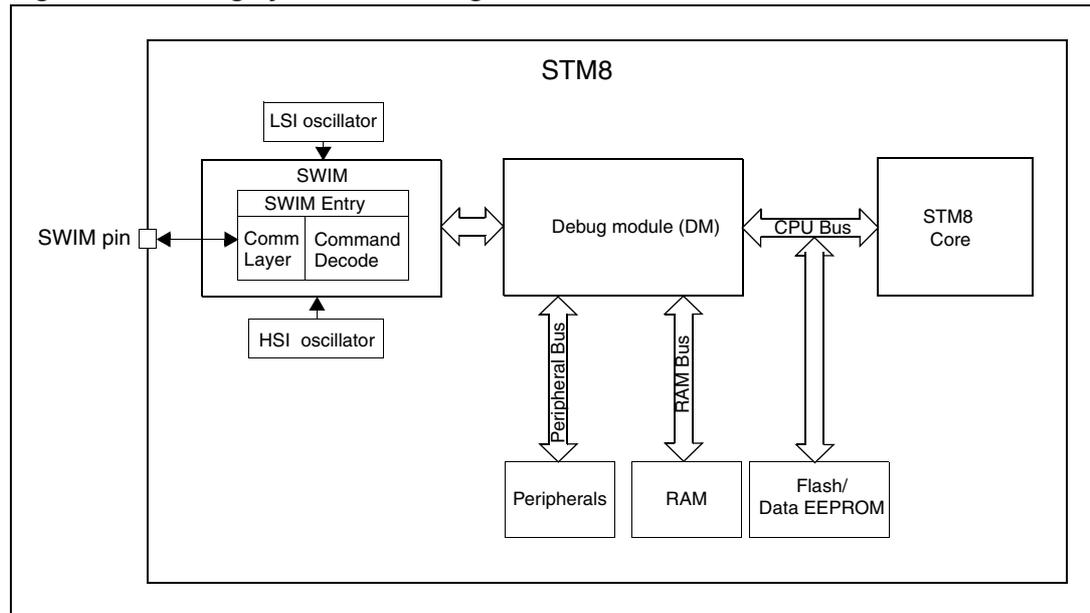 STM8
LSI oscillator
SWIM
SWIM Entry
Comm
Layer
Command
Decode
SWIM pin
HSI oscillator
Debug module (DM)
CPU Bus
STM8
Core
Peripheral Bus
RAM Bus
Peripherals
RAM
Flash/
Data EEPROM